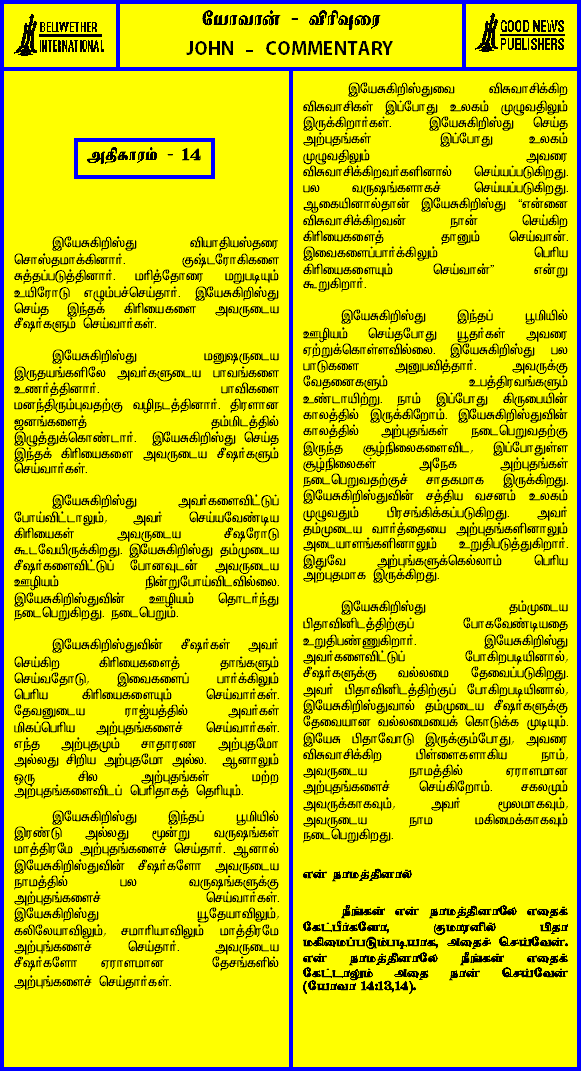 BELWETHER
INTERNATIONAL
யோவான் - விரிவுரை
JOHN - COMMENTARY
GOOD NEWS
PUBLISHERS
அதிகாரம் - 14
இயேசுகிறிஸ்து வியாதியஸ்தரை
சொஸ்தமாக்கினார். குஷ்டரோகிகளை
சுத்தப்படுத்தினார். மரித்தோரை மறுபடியும்
உயிரோடு எழும்பச்செய்தார். இயேசுகிறிஸ்து
செய்த இந்தக் கிரியைகளை அவருடைய
சீஷர்களும் செய்வார்கள்.
இயேசுகிறிஸ்து மனுஷருடைய
இருதயங்களிலே அவர்களுடைய பாவங்களை
உணர்த்தினார். பாவிகளை
மனந்திரும்புவதற்கு வழிநடத்தினார். திரளான
ஜனங்களைத் தம்மிடத்தில்
இழுத்துக்கொண்டார். இயேசுகிறிஸ்து செய்த
இந்தக் கிரியைகளை அவருடைய சீஷர்களும்
செய்வார்கள்.
இயேசுகிறிஸ்து அவர்களைவிட்டுப்
போய்விட்டாலும், அவர் செய்யவேண்டிய
கிரியைகள் அவருடைய சீஷரோடு
கூடவேயிருக்கிறது. இயேசுகிறிஸ்து தம்முடைய
சீஷர்களைவிட்டுப் போனவுடன் அவருடைய
ஊழியம் நின்றுபோய்விடவில்லை.
இயேசுகிறிஸ்துவின் ஊழியம் தொடர்ந்து
நடைபெறுகிறது. நடைபெறும்.
இயேசுகிறிஸ்துவின் சீஷர்கள் அவர்
செய்கிற கிரியைகளைத் தாங்களும்
செய்வதோடு, இவைகளைப் பார்க்கிலும்
பெரிய கிரியைகளையும் செய்வார்கள்.
தேவனுடைய ராஜ்யத்தில் அவர்கள்
மிகப்பெரிய அற்புதங்களைச் செய்வார்கள்.
எந்த அற்புதமும் சாதாரண அற்புதமோ
அல்லது சிறிய அற்புதமோ அல்ல. ஆனாலும்
ஒரு சில அற்புதங்கள் மற்ற
அற்புதங்களைவிடப் பெரிதாகத் தெரியும்.
இயேசுகிறிஸ்து இந்தப் பூமியில்
இரண்டு அல்லது மூன்று வருஷங்கள்
மாத்திரமே அற்புதங்களைச் செய்தார். ஆனால்
இயேசுகிறிஸ்துவின் சீஷர்களோ அவருடைய
நாமத்தில் பல வருஷங்களுக்கு
அற்புதங்களைச் செய்வார்கள்.
இயேசுகிறிஸ்து யூதேயாவிலும்,
கலிலேயாவிலும், சமாரியாவிலும் மாத்திரமே
அற்புங்களைச் செய்தார். அவருடைய
சீஷர்களோ ஏராளமான தேசங்களில்
அற்புங்களைச் செய்தார்கள்.
இயேசுகிறிஸ்துவை விசுவாசிக்கிற
விசுவாசிகள் இப்போது உலகம் முழுவதிலும்
இருக்கிறார்கள். இயேசுகிறிஸ்து செய்த
அற்புதங்கள் இப்போது உலகம்
முழுவதிலும் அவரை
விசுவாசிக்கிறவர்களினால் செய்யப்படுகிறது.
பல வருஷங்களாகச் செய்யப்படுகிறது.
ஆகையினால்தான் இயேசுகிறிஸ்து "என்னை
விசுவாசிக்கிறவன் நான் செய்கிற
கிரியைகளைத் தானும் செய்வான்.
இவைகளைப்பார்க்கிலும் பெரிய
கிரியைகளையும் செய்வான்" என்று
கூறுகிறார்.
இயேசுகிறிஸ்து இந்தப் பூமியில்
ஊழியம் செய்தபோது யூதர்கள் அவரை
ஏற்றுக்கொள்ளவில்லை. இயேசுகிறிஸ்து பல
பாடுகளை அனுபவித்தார். அவருக்கு
வேதனைகளும் உபத்திரவங்களும்
உண்டாயிற்று. நாம் இப்போது கிருபையின்
காலத்தில் இருக்கிறோம். இயேசுகிறிஸ்துவின்
காலத்தில் அற்புதங்கள் நடைபெறுவதற்கு
இருந்த சூழ்நிலைகளைவிட, இப்போதுள்ள
சூழ்நிலைகள் அநேக அற்புதங்கள்
நடைபெறுவதற்குச் சாதகமாக இருக்கிறது.
இயேசுகிறிஸ்துவின் சத்திய வசனம் உலகம்
முழுவதும் பிரசங்கிக்கப்படுகிறது. அவர்
தம்முடைய வார்த்தையை அற்புதங்களினாலும்
அடையாளங்களினாலும் உறுதிபடுத்துகிறார்.
இதுவே அற்புங்களுக்கெல்லாம் பெரிய
அற்புதமாக இருக்கிறது.
இயேசுகிறிஸ்து தம்முடைய
பிதாவினிடத்திற்குப் போகவேண்டியதை
உறுதிபண்ணுகிறார். இயேசுகிறிஸ்து
அவர்களைவிட்டுப் போகிறபடியினால்,
சீஷர்களுக்கு வல்லமை தேவைப்படுகிறது.
அவர் பிதாவினிடத்திற்குப் போகிறபடியினால்,
இயேசுகிறிஸ்துவால் தம்முடைய சீஷர்களுக்கு
தேவையான வல்லமையைக் கொடுக்க முடியும்.
இயேசு பிதாவோடு இருக்கும்போது, அவரை
விசுவாசிக்கிற பிள்ளைகளாகிய நாம்,
அவருடைய நாமத்தில் ஏராளமான
அற்புதங்களைச் செய்கிறோம். சகலமும்
அவருக்காகவும், அவர் மூலமாகவும்,
அவருடைய நாம மகிமைக்காகவும்
நடைபெறுகிறது.
என் நாமத்தினால்
நீங்கள் என் நாமத்தினாலே எதைக்
கேட்பீர்களோ, குமாரனில் பிதா
மகிமைப்படும்படியாக, அதைச் செய்வேன்.
என் நாமத்தினாலே நீங்கள் எதைக்
கேட்டாலும் அதை நான் செய்வேன்
(யோவா 14:13,14).